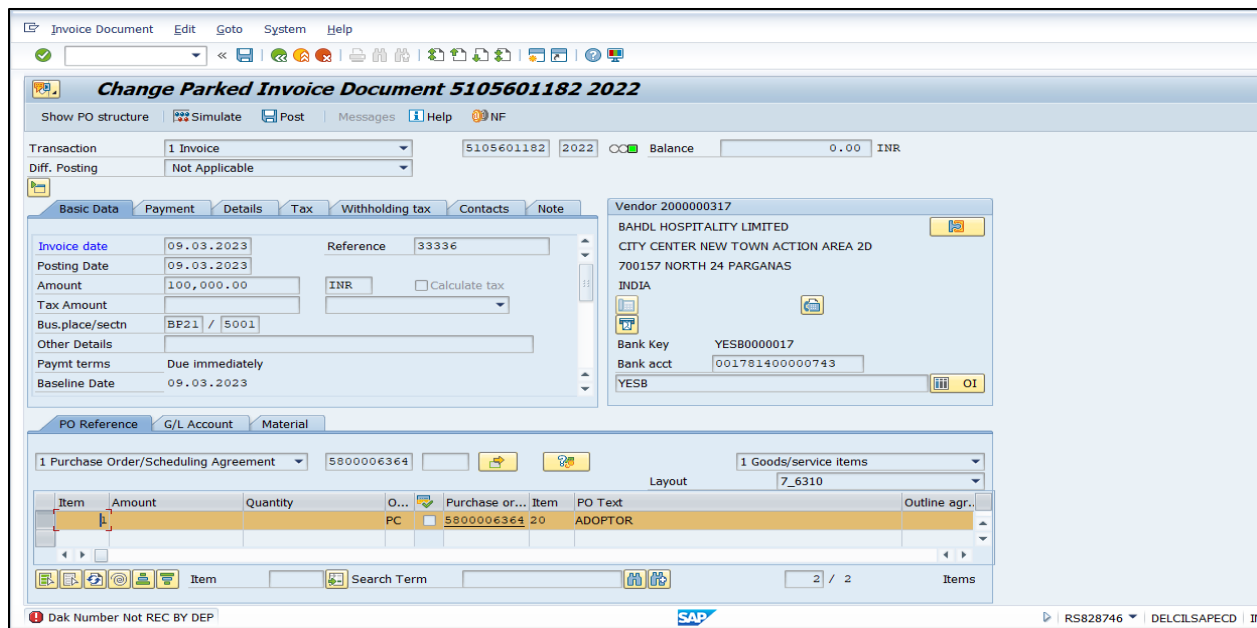 Invoice Document Edit Goto System Help
Change Parked Invoice Document 5105601182 2022
Show PO structure Simulate Post Messages Help NF
Transaction 1 Invoice 5105601182 2022 Balance 0.00 INR
Diff. Posting Not Applicable
Basic Data Payment Details Tax Withholding tax Contacts Note
Invoice date 09.03.2023 Reference 33336
Posting Date 09.03.2023
Amount 100,000.00 INR Calculate tax
Tax Amount
Bus.place/sectn BP21 / 5001
Other Details
Paymt terms Due immediately
Baseline Date 09.03.2023
Vendor 2000000317
BAHDL HOSPITALITY LIMITED
CITY CENTER NEW TOWN ACTION AREA 2D
700157 NORTH 24 PARGANAS
INDIA
Bank Key YESB0000017
Bank acct 001781400000743
YESB OI
PO Reference G/L Account Material
1 Purchase Order/Scheduling Agreement 5800006364 1 Goods/service items
Layout 7_6310
Item Amount Quantity O... Purchase or... Item PO Text Outline agr..
1 PC 5800006364 20 ADOPTOR
Item Search Term 2 / 2 Items
Dak Number Not REC BY DEP SAP RS828746 DELCILSAPECD